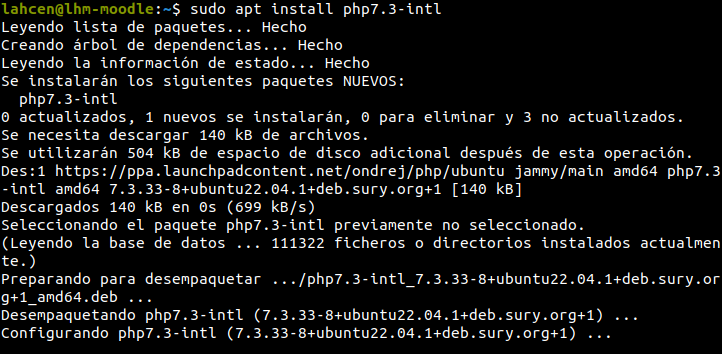 lahcen@lhm-moodle:~$ sudo apt install php7.3-intl
Leyendo lista de paquetes... Hecho
Creando árbol de dependencias... Hecho
Leyendo la información de estado... Hecho
Se instalarán los siguientes paquetes NUEVOS:
  php7.3-intl
0 actualizados, 1 nuevos se instalarán, 0 para eliminar y 3 no actualizados.
Se necesita descargar 140 kB de archivos.
Se utilizarán 504 kB de espacio de disco adicional después de esta operación.
Des:1 https://ppa.launchpadcontent.net/ondrej/php/ubuntu jammy/main amd64 php7.3
-intl amd64 7.3.33-8+ubuntu22.04.1+deb.sury.org+1 [140 kB]
Descargados 140 kB en 0s (699 kB/s)
Seleccionando el paquete php7.3-intl previamente no seleccionado.
(Leyendo la base de datos ... 111322 ficheros o directorios instalados actualmen
te.)
Preparando para desempaquetar .../php7.3-intl_7.3.33-8+ubuntu22.04.1+deb.sury.or
g+1_amd64.deb ...
Desempaquetando php7.3-intl (7.3.33-8+ubuntu22.04.1+deb.sury.org+1) ...
Configurando php7.3-intl (7.3.33-8+ubuntu22.04.1+deb.sury.org+1) ...